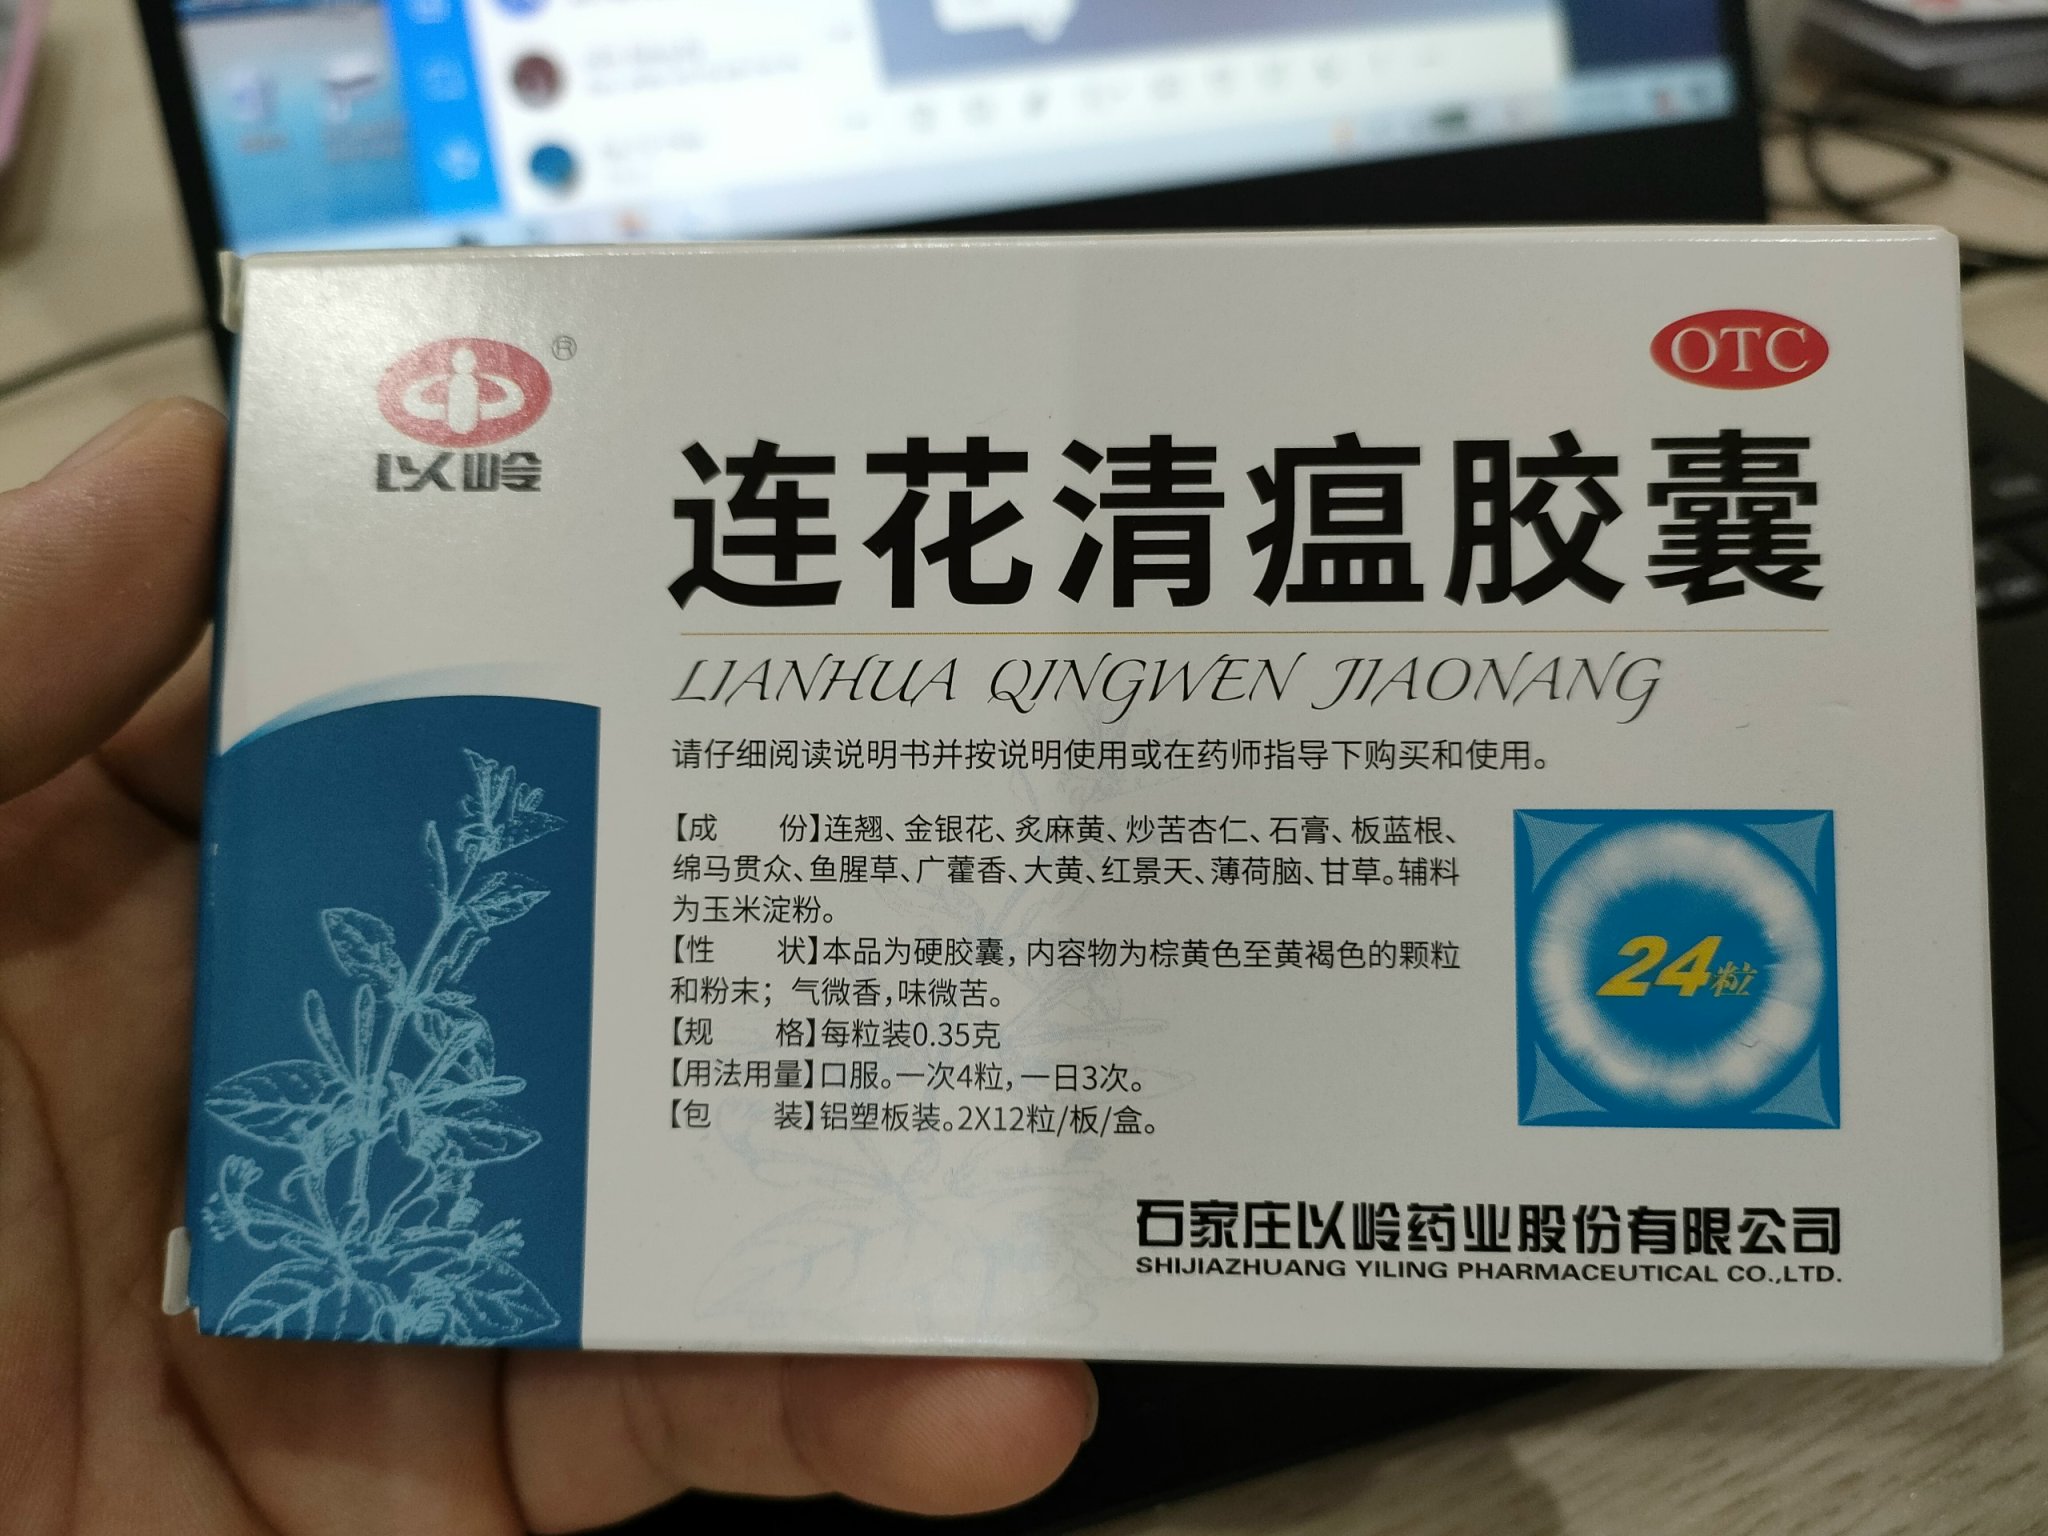 以岭
®
OTC
连花清瘟胶囊
LIANHUA QINGWEN JIAONANG
请仔细阅读说明书并按说明使用或在药师指导下购买和使用。
【成 份】连翘、金银花、炙麻黄、炒苦杏仁、石膏、板蓝根、
绵马贯众、鱼腥草、广藿香、大黄、红景天、薄荷脑、甘草。辅料
为玉米淀粉。
【性 状】本品为硬胶囊，内容物为棕黄色至黄褐色的颗粒
和粉末；气微香，味微苦。
【规 格】每粒装0.35克
【用法用量】口服。一次4粒，一日3次。
【包 装】铝塑板装。2X12粒/板/盒。
24粒
石家庄以岭药业股份有限公司
SHIJIAZHUANG YILING PHARMACEUTICAL CO.,LTD.